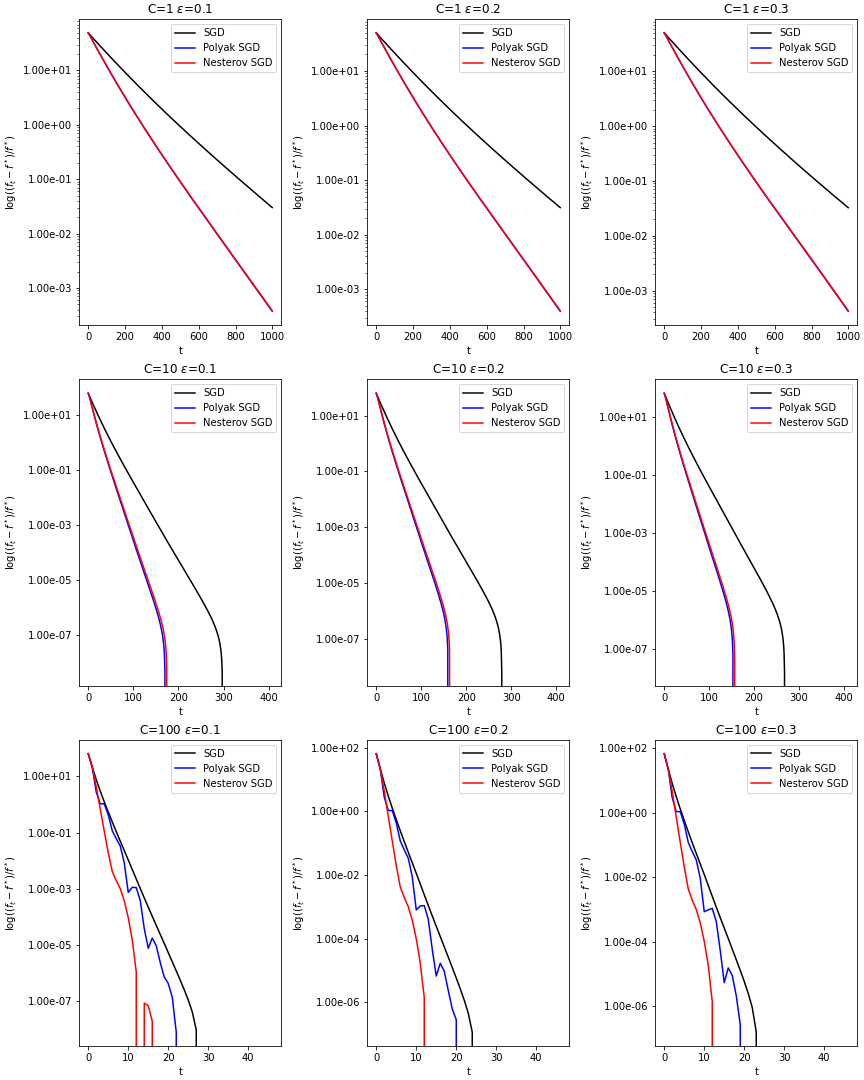 C=1 ε=0.1
SGD
Polyak SGD
Nesterov SGD
1.00e+01
1.00e+00
1.00e-01
1.00e-02
1.00e-03
log((f_t − f^*)/f^*)
0 200 400 600 800 1000
t
C=1 ε=0.2
SGD
Polyak SGD
Nesterov SGD
1.00e+01
1.00e+00
1.00e-01
1.00e-02
1.00e-03
log((f_t − f^*)/f^*)
0 200 400 600 800 1000
t
C=1 ε=0.3
SGD
Polyak SGD
Nesterov SGD
1.00e+01
1.00e+00
1.00e-01
1.00e-02
1.00e-03
log((f_t − f^*)/f^*)
0 200 400 600 800 1000
t
C=10 ε=0.1
SGD
Polyak SGD
Nesterov SGD
1.00e+01
1.00e-01
1.00e-03
1.00e-05
1.00e-07
log((f_t − f^*)/f^*)
0 100 200 300 400
t
C=10 ε=0.2
SGD
Polyak SGD
Nesterov SGD
1.00e+01
1.00e-01
1.00e-03
1.00e-05
1.00e-07
log((f_t − f^*)/f^*)
0 100 200 300 400
t
C=10 ε=0.3
SGD
Polyak SGD
Nesterov SGD
1.00e+01
1.00e-01
1.00e-03
1.00e-05
1.00e-07
log((f_t − f^*)/f^*)
0 100 200 300 400
t
C=100 ε=0.1
SGD
Polyak SGD
Nesterov SGD
1.00e+01
1.00e-01
1.00e-03
1.00e-05
1.00e-07
log((f_t − f^*)/f^*)
0 10 20 30 40
t
C=100 ε=0.2
SGD
Polyak SGD
Nesterov SGD
1.00e+02
1.00e+00
1.00e-02
1.00e-04
1.00e-06
log((f_t − f^*)/f^*)
0 10 20 30 40
t
C=100 ε=0.3
SGD
Polyak SGD
Nesterov SGD
1.00e+02
1.00e+00
1.00e-02
1.00e-04
1.00e-06
log((f_t − f^*)/f^*)
0 10 20 30 40
t